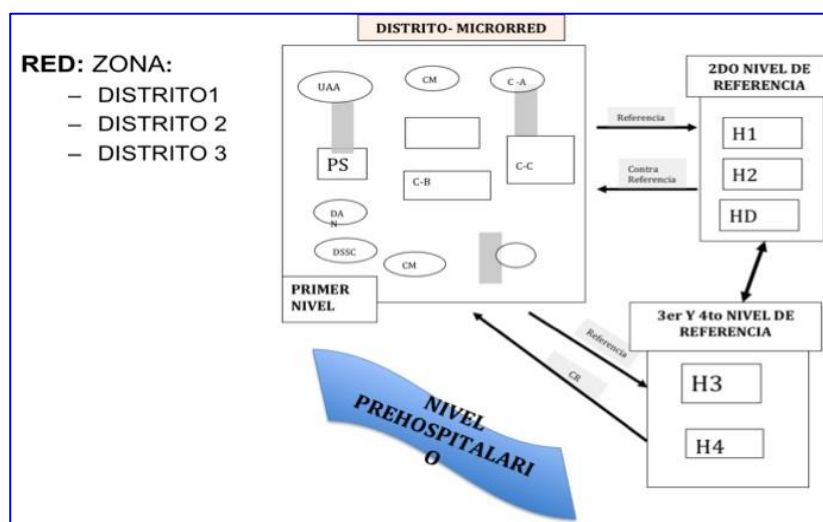 DISTRITO- MICRORRED
RED: ZONA:
– DISTRITO1
– DISTRITO 2
– DISTRITO 3
UAA
CM
C -A
PS
C-B
C-C
DA
N
DSSC
CM
PRIMER
NIVEL
Referencia
Contra
Referencia
2DO NIVEL DE
REFERENCIA
H1
H2
HD
3er Y 4to NIVEL DE
REFERENCIA
H3
H4
Referencia
CR
NIVEL
PREHOSPITALARI
O